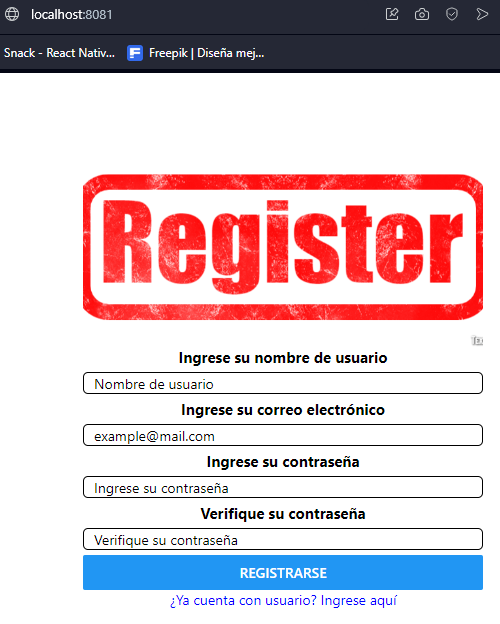 localhost:8081
Snack - React Nativ... Freepik | Diseña mej...
Register
Ingrese su nombre de usuario
Nombre de usuario
Ingrese su correo electrónico
example@mail.com
Ingrese su contraseña
Ingrese su contraseña
Verifique su contraseña
Verifique su contraseña
REGISTRARSE
¿Ya cuenta con usuario? Ingrese aquí